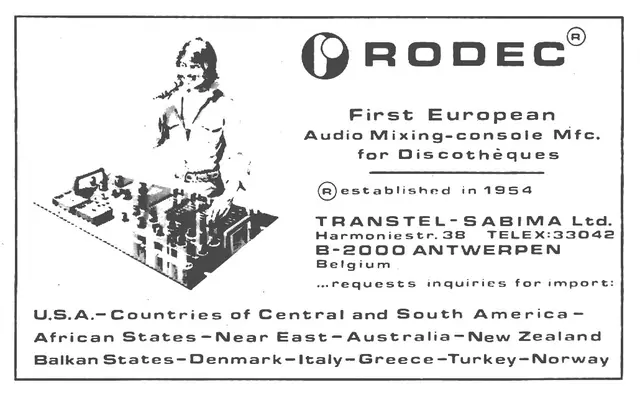 RODEC®
First European
Audio Mixing-console Mfc.
for Discothèques
® established in 1954
TRANSTEL-SABIMA Ltd.
Harmoniestr. 38 TELEX:33042
B-2000 ANTWERPEN
Belgium
...requests inquiries for import:
U.S.A.-Countries of Central and South America-
African States-Near East-Australia-New Zealand
Balkan States-Denmark-Italy-Greece-Turkey-Norway